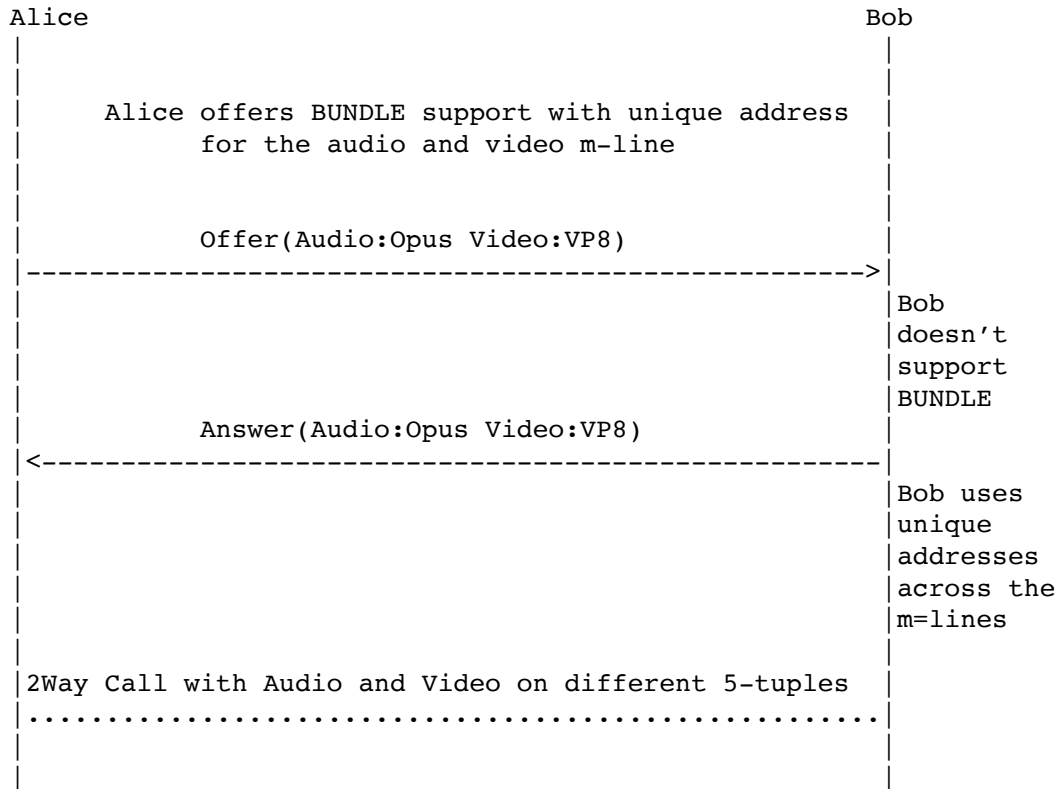 Alice Bob
Alice offers BUNDLE support with unique address
for the audio and video m-line
Offer(Audio:Opus Video:VP8)
Bob
doesn't
support
BUNDLE
Answer(Audio:Opus Video:VP8)
Bob uses
unique
addresses
across the
m=lines
2Way Call with Audio and Video on different 5-tuples